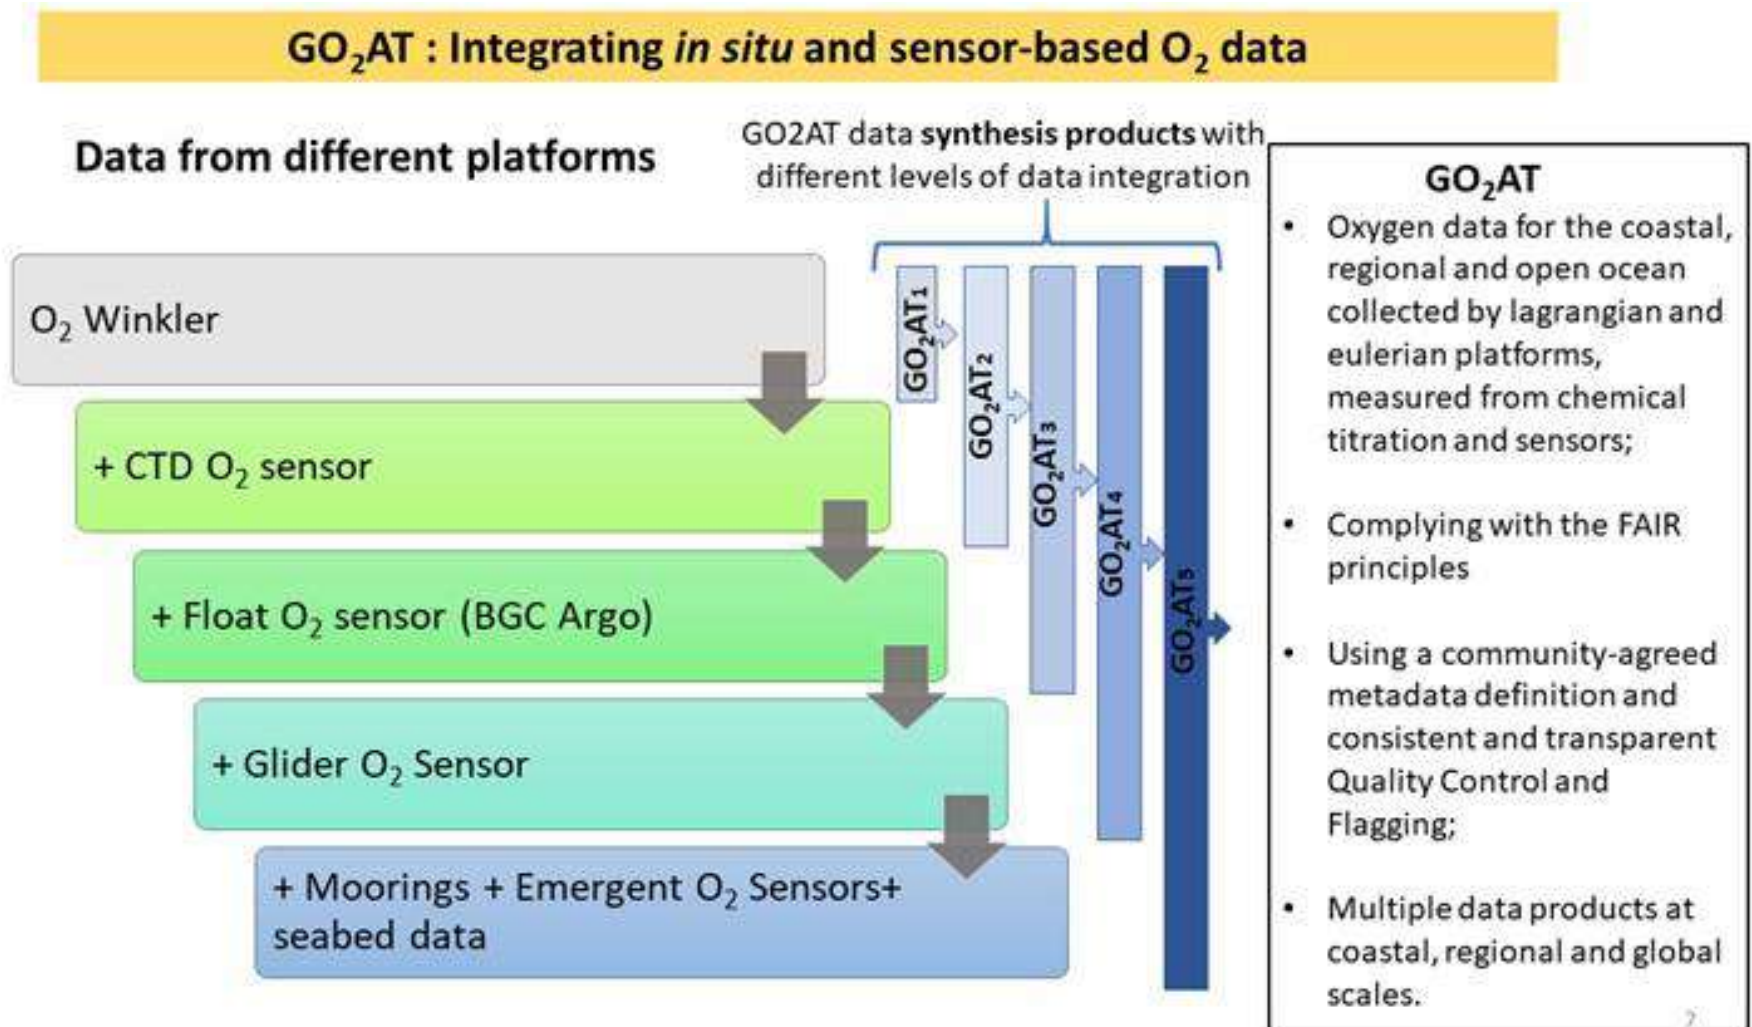 GO₂AT : Integrating in situ and sensor-based O₂ data
Data from different platforms
GO2AT data synthesis products with
different levels of data integration
O₂ Winkler
+ CTD O₂ sensor
+ Float O₂ sensor (BGC Argo)
+ Glider O₂ Sensor
+ Moorings + Emergent O₂ Sensors+
seabed data
GO₂AT₁
GO₂AT₂
GO₂AT₃
GO₂AT₄
GO₂AT₅
GO₂AT
• Oxygen data for the coastal,
regional and open ocean
collected by lagrangian and
eulerian platforms,
measured from chemical
titration and sensors;
• Complying with the FAIR
principles
• Using a community-agreed
metadata definition and
consistent and transparent
Quality Control and
Flagging;
• Multiple data products at
coastal, regional and global
scales.